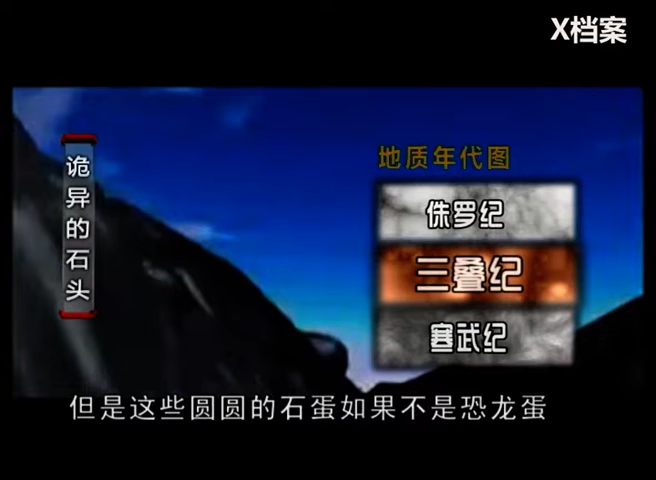 X档案
诡异的石头
地质年代图
侏罗纪
三叠纪
寒武纪
但是这些圆圆的石蛋如果不是恐龙蛋